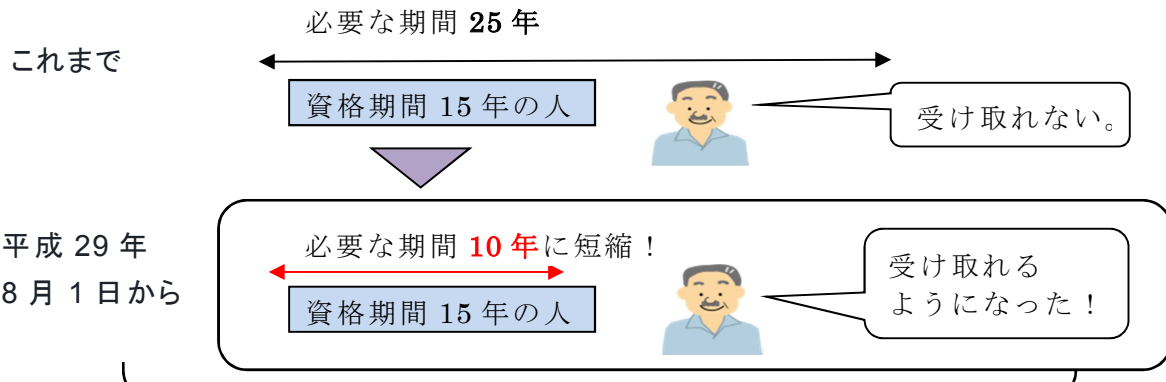 必要な期間 25 年
これまで
資格期間 15 年の人
受け取れない。
平成 29 年
8 月 1 日から
必要な期間 10 年に短縮！
資格期間 15 年の人
受け取れる
ようになった！